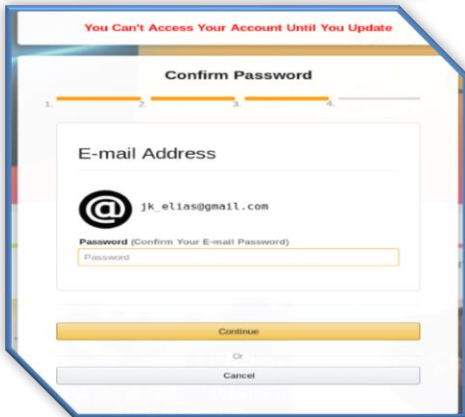 You Can't Access Your Account Until You Update
Confirm Password
1. 2. 3. 4.
E-mail Address
@ jk_elias@gmail.com
Password (Confirm Your E-mail Password)
Password
Continue
Or
Cancel